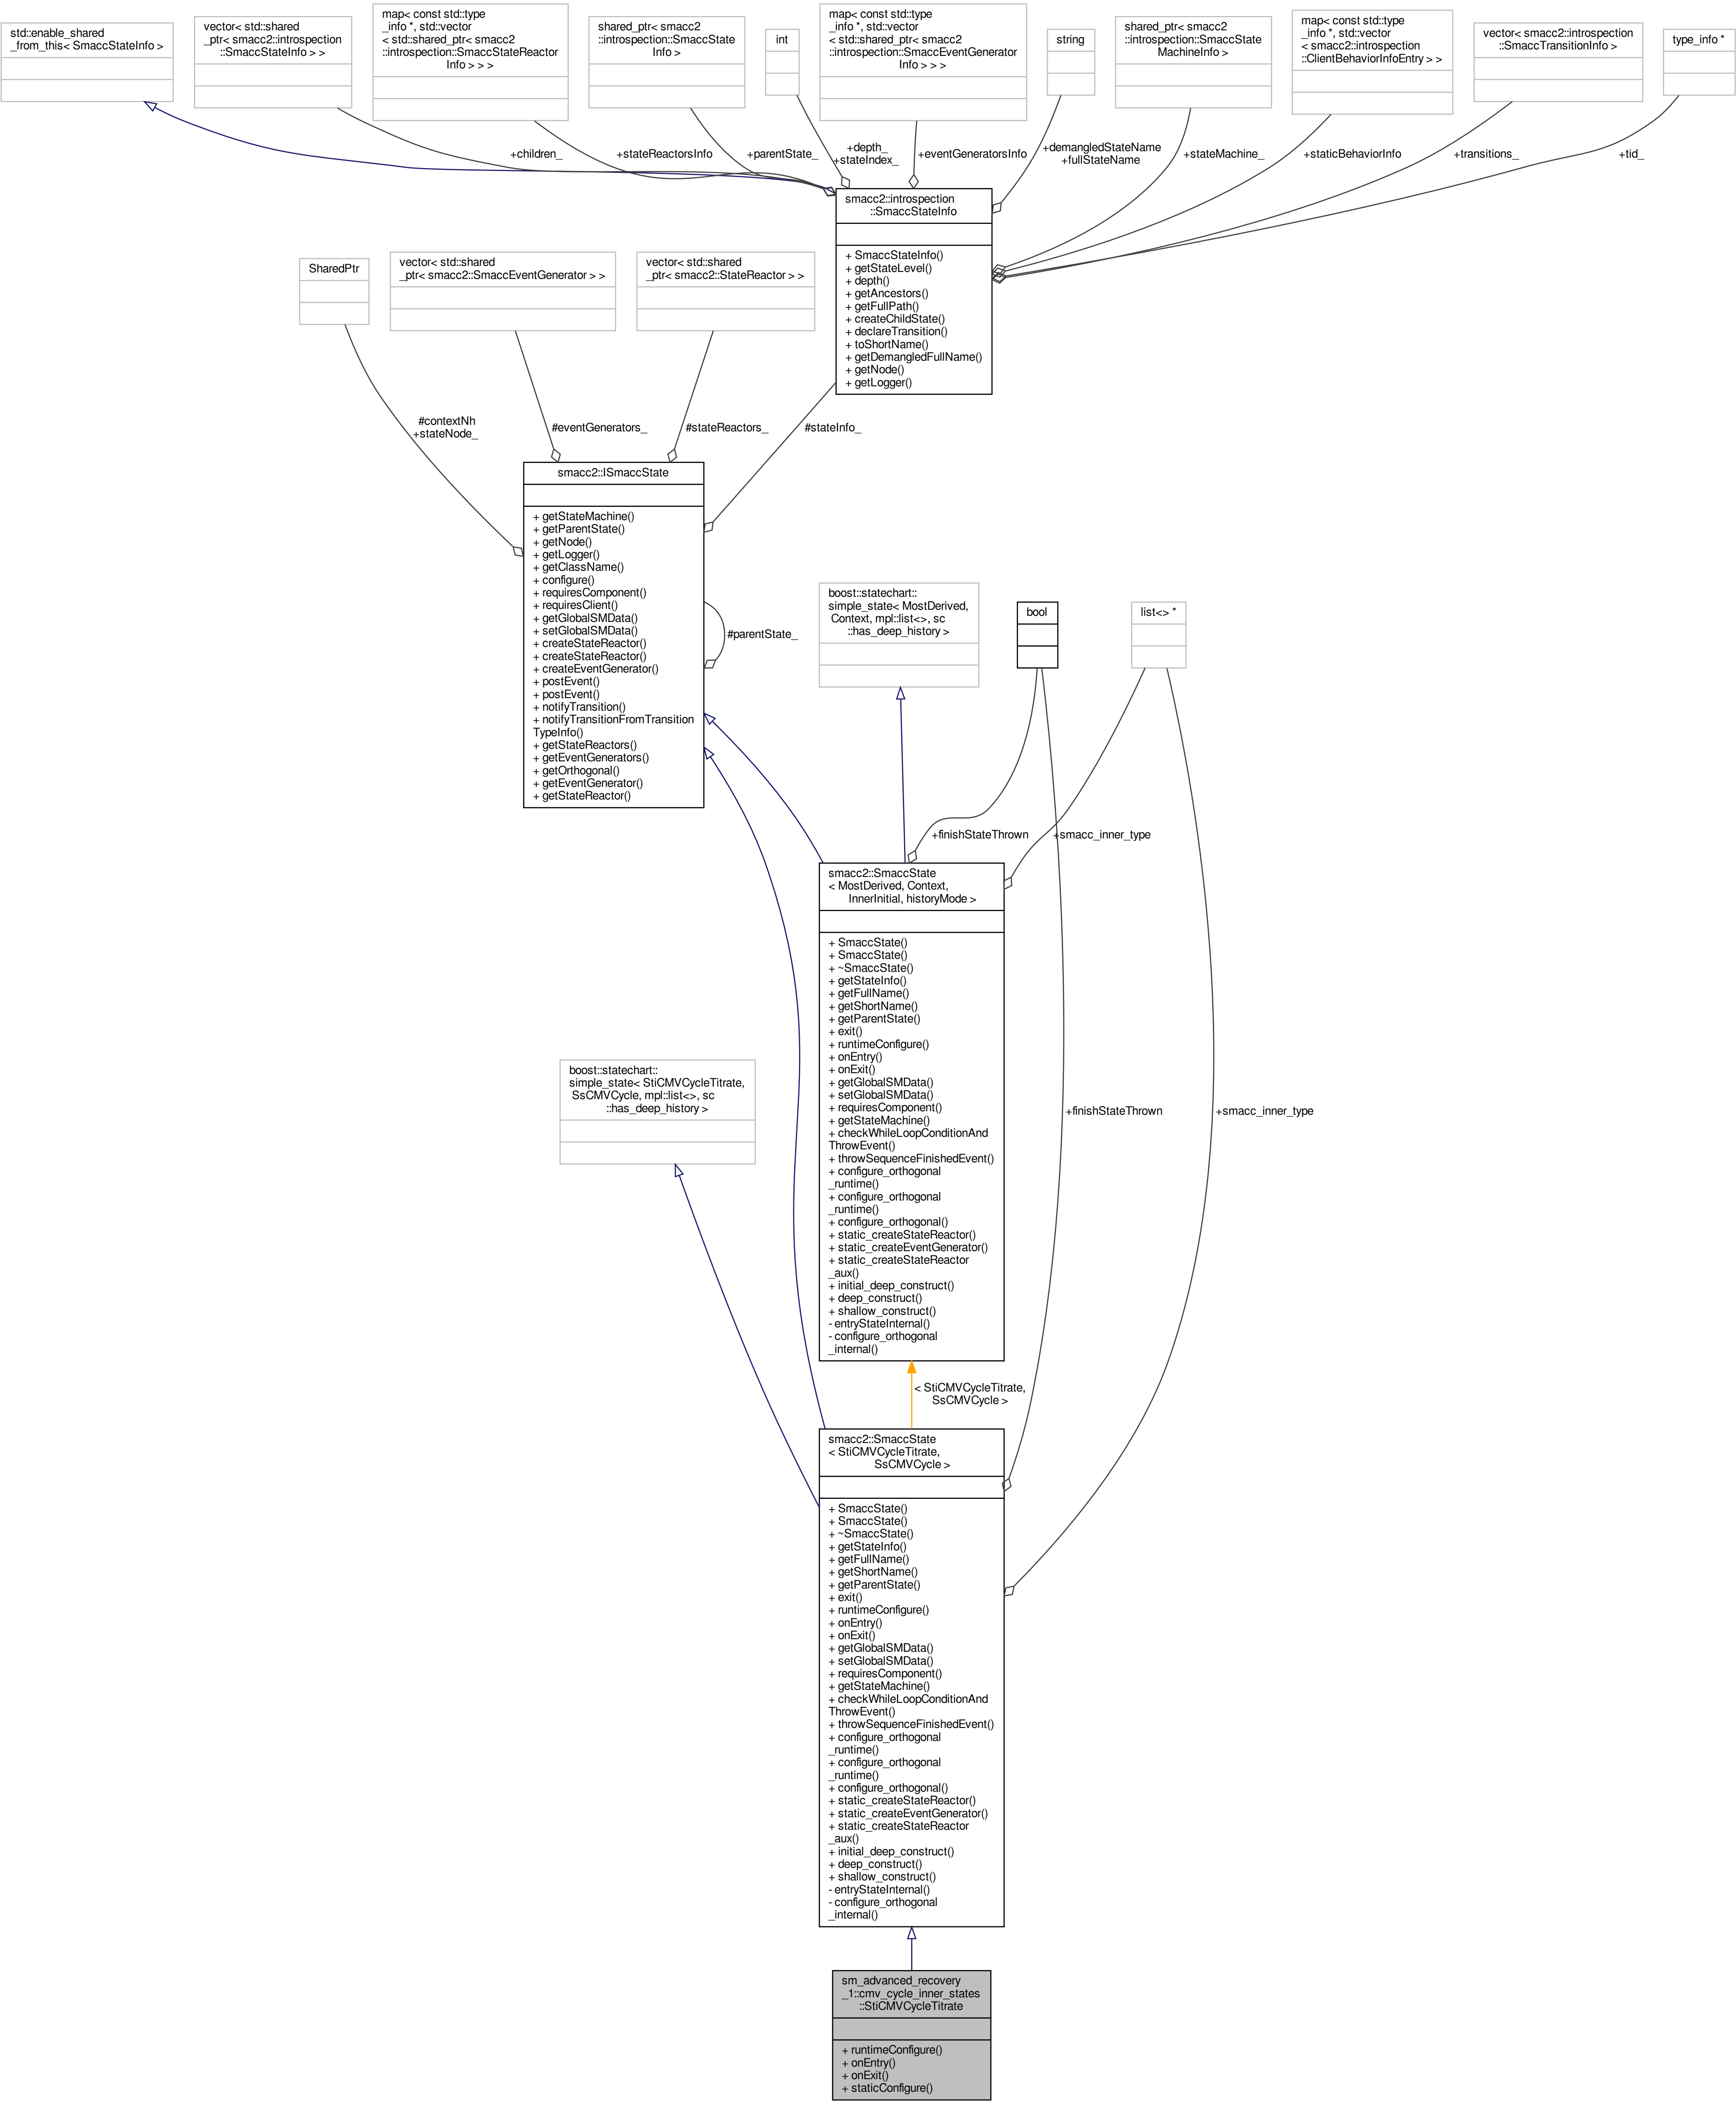 std::enable_shared
_from_this< SmaccStateInfo >
vector< std::shared
_ptr< smacc2::introspection
::SmaccStateInfo > >
map< const std::type
_info *, std::vector
< std::shared_ptr< smacc2
::introspection::SmaccStateReactor
Info > > >
shared_ptr< smacc2
::introspection::SmaccState
Info >
int
map< const std::type
_info *, std::vector
< std::shared_ptr< smacc2
::introspection::SmaccEventGenerator
Info > > >
string
shared_ptr< smacc2
::introspection::SmaccState
MachineInfo >
map< const std::type
_info *, std::vector
< smacc2::introspection
::ClientBehaviorInfoEntry > >
vector< smacc2::introspection
::SmaccTransitionInfo >
type_info *
+children_
+stateReactorsInfo
+parentState_
+depth_
+stateIndex_
+eventGeneratorsInfo
+demangledStateName
+fullStateName
+stateMachine_
+staticBehaviorInfo
+transitions_
+tid_
smacc2::introspection
::SmaccStateInfo
+ SmaccStateInfo()
+ getStateLevel()
+ depth()
+ getAncestors()
+ getFullPath()
+ createChildState()
+ declareTransition()
+ toShortName()
+ getDemangledFullName()
+ getNode()
+ getLogger()
SharedPtr
vector< std::shared
_ptr< smacc2::SmaccEventGenerator > >
vector< std::shared
_ptr< smacc2::StateReactor > >
#contextNh
+stateNode_
#eventGenerators_
#stateReactors_
#stateInfo_
smacc2::ISmaccState
+ getStateMachine()
+ getParentState()
+ getNode()
+ getLogger()
+ getClassName()
+ configure()
+ requiresComponent()
+ requiresClient()
+ getGlobalSMData()
+ setGlobalSMData()
+ createStateReactor()
+ createStateReactor()
+ createEventGenerator()
+ postEvent()
+ postEvent()
+ notifyTransition()
+ notifyTransitionFromTransition
TypeInfo()
+ getStateReactors()
+ getEventGenerators()
+ getOrthogonal()
+ getEventGenerator()
+ getStateReactor()
#parentState_
boost::statechart::
simple_state< MostDerived,
Context, mpl::list<>, sc
::has_deep_history >
bool
list<> *
+finishStateThrown
+smacc_inner_type
smacc2::SmaccState
< MostDerived, Context,
InnerInitial, historyMode >
+ SmaccState()
+ SmaccState()
+ ~SmaccState()
+ getStateInfo()
+ getFullName()
+ getShortName()
+ getParentState()
+ exit()
+ runtimeConfigure()
+ onEntry()
+ onExit()
+ getGlobalSMData()
+ setGlobalSMData()
+ requiresComponent()
+ getStateMachine()
+ checkWhileLoopConditionAnd
ThrowEvent()
+ throwSequenceFinishedEvent()
+ configure_orthogonal
_runtime()
+ configure_orthogonal
_runtime()
+ configure_orthogonal()
+ static_createStateReactor()
+ static_createEventGenerator()
+ static_createStateReactor
_aux()
+ initial_deep_construct()
+ deep_construct()
+ shallow_construct()
- entryStateInternal()
- configure_orthogonal
_internal()
boost::statechart::
simple_state< StiCMVCycleTitrate,
SsCMVCycle, mpl::list<>, sc
::has_deep_history >
+finishStateThrown
+smacc_inner_type
< StiCMVCycleTitrate,
SsCMVCycle >
smacc2::SmaccState
< StiCMVCycleTitrate,
SsCMVCycle >
+ SmaccState()
+ SmaccState()
+ ~SmaccState()
+ getStateInfo()
+ getFullName()
+ getShortName()
+ getParentState()
+ exit()
+ runtimeConfigure()
+ onEntry()
+ onExit()
+ getGlobalSMData()
+ setGlobalSMData()
+ requiresComponent()
+ getStateMachine()
+ checkWhileLoopConditionAnd
ThrowEvent()
+ throwSequenceFinishedEvent()
+ configure_orthogonal
_runtime()
+ configure_orthogonal
_runtime()
+ configure_orthogonal()
+ static_createStateReactor()
+ static_createEventGenerator()
+ static_createStateReactor
_aux()
+ initial_deep_construct()
+ deep_construct()
+ shallow_construct()
- entryStateInternal()
- configure_orthogonal
_internal()
sm_advanced_recovery
_1::cmv_cycle_inner_states
::StiCMVCycleTitrate
+ runtimeConfigure()
+ onEntry()
+ onExit()
+ staticConfigure()